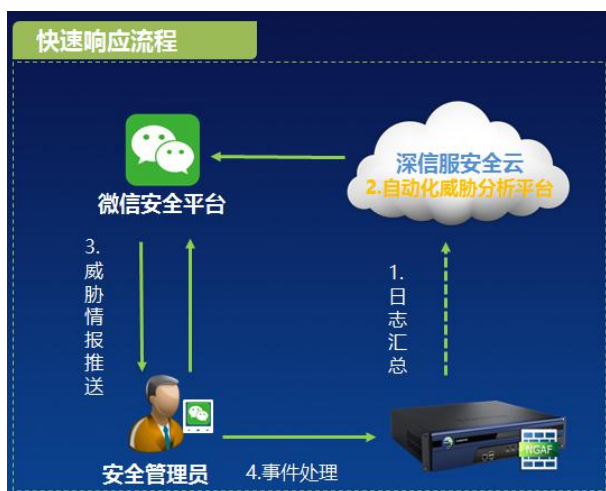 快速响应流程
深信服安全云
2.自动化威胁分析平台
微信安全平台
3.威胁情报推送
1.日志汇总
NGAF
安全管理员
4.事件处理